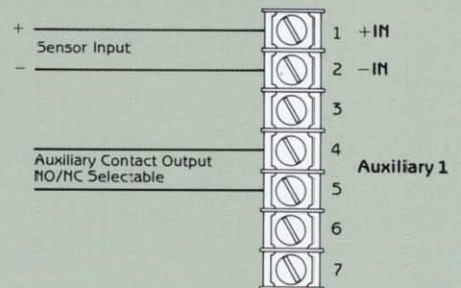 + 1 +IN
Sensor Input
- 2 -IN
3
4
Auxiliary Contact Output
NO/NC Selectable
Auxiliary 1
5
6
7